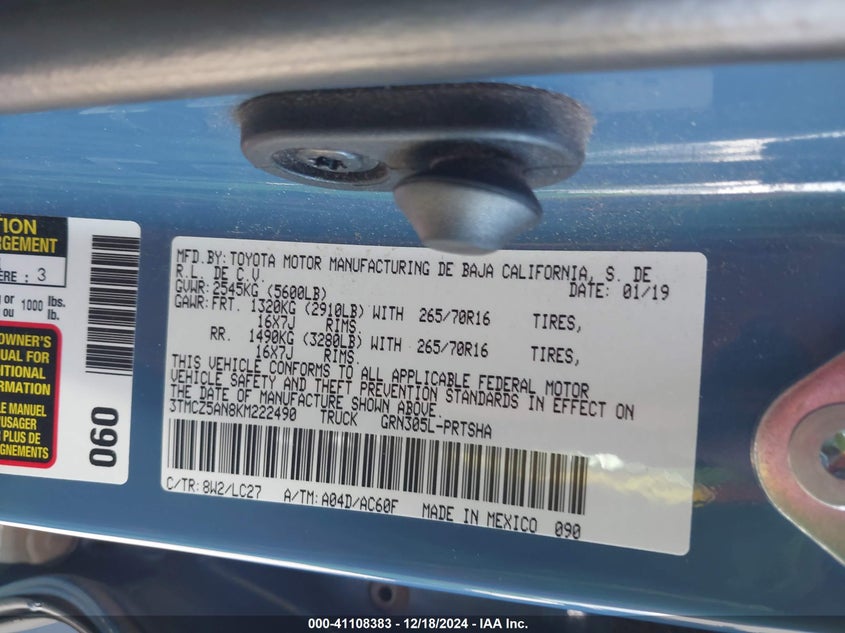 TION
RGEMENT
ÈRE : 3
g or 1000 lbs.
ou lb.
OWNER'S
UAL FOR
DITIONAL
ORMATION
LE MANUEL
'USAGER
R PLUS DE
IGNEMENTS
060
MFD.BY:TOYOTA MOTOR MANUFACTURING DE BAJA CALIFORNIA, S. DE
R.L. DE C.V. DATE: 01/19
GVWR:2545KG (5600LB)
GAWR:FRT. 1320KG (2910LB) WITH 265/70R16 TIRES,
16X7J RIMS.
RR. 1490KG (3280LB) WITH 265/70R16 TIRES,
16X7J RIMS.
THIS VEHICLE CONFORMS TO ALL APPLICABLE FEDERAL MOTOR
VEHICLE SAFETY AND THEFT PREVENTION STANDARDS IN EFFECT ON
THE DATE OF MANUFACTURE SHOWN ABOVE.
3TMCZ5AN8KM222490 TRUCK GRN305L-PRTSHA
C/TR: 8W2/LC27 A/TM: A04D/AC60F MADE IN MEXICO 090
000-41108383 - 12/18/2024 - IAA Inc.